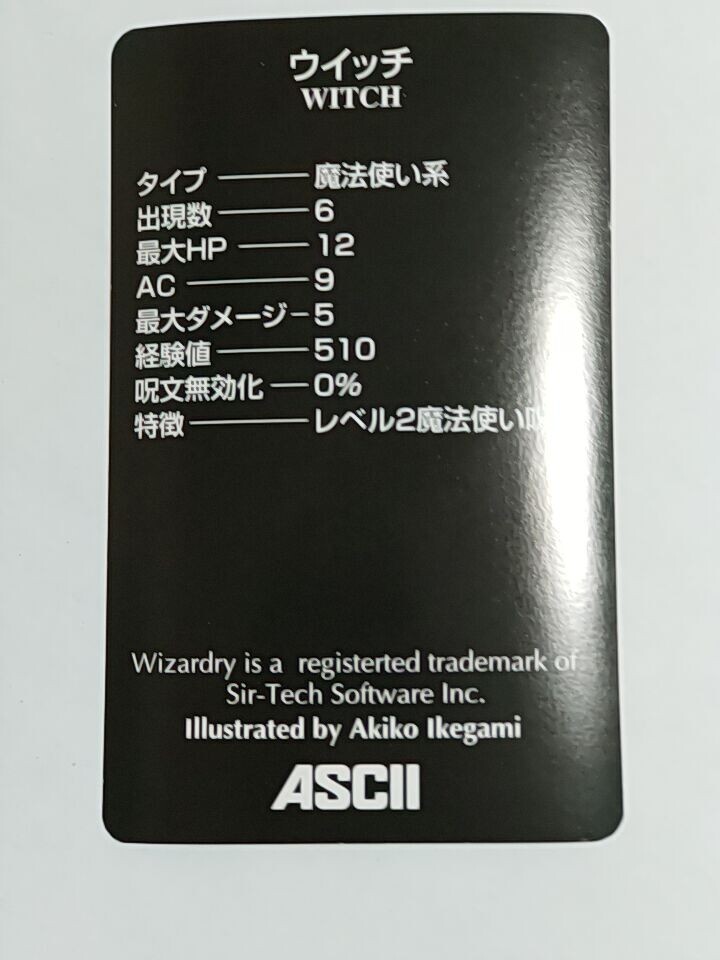 ウイッチ
WITCH
タイプ ─── 魔法使い系
出現数 ─── 6
最大HP ─── 12
AC ─── 9
最大ダメージ ─ 5
経験値 ─── 510
呪文無効化 ─ 0%
特徴 ─── レベル2魔法使い
Wizardry is a registerted trademark of
Sir-Tech Software Inc.
Illustrated by Akiko Ikegami
ASCII